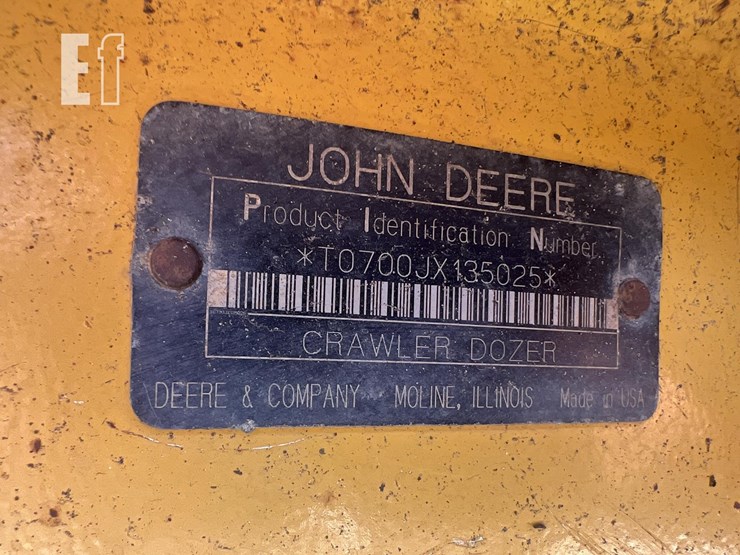 Ef
JOHN DEERE
Product Identification Number
*T0700JX135025*
CRAWLER DOZER
DEERE & COMPANY MOLINE, ILLINOIS Made in USA